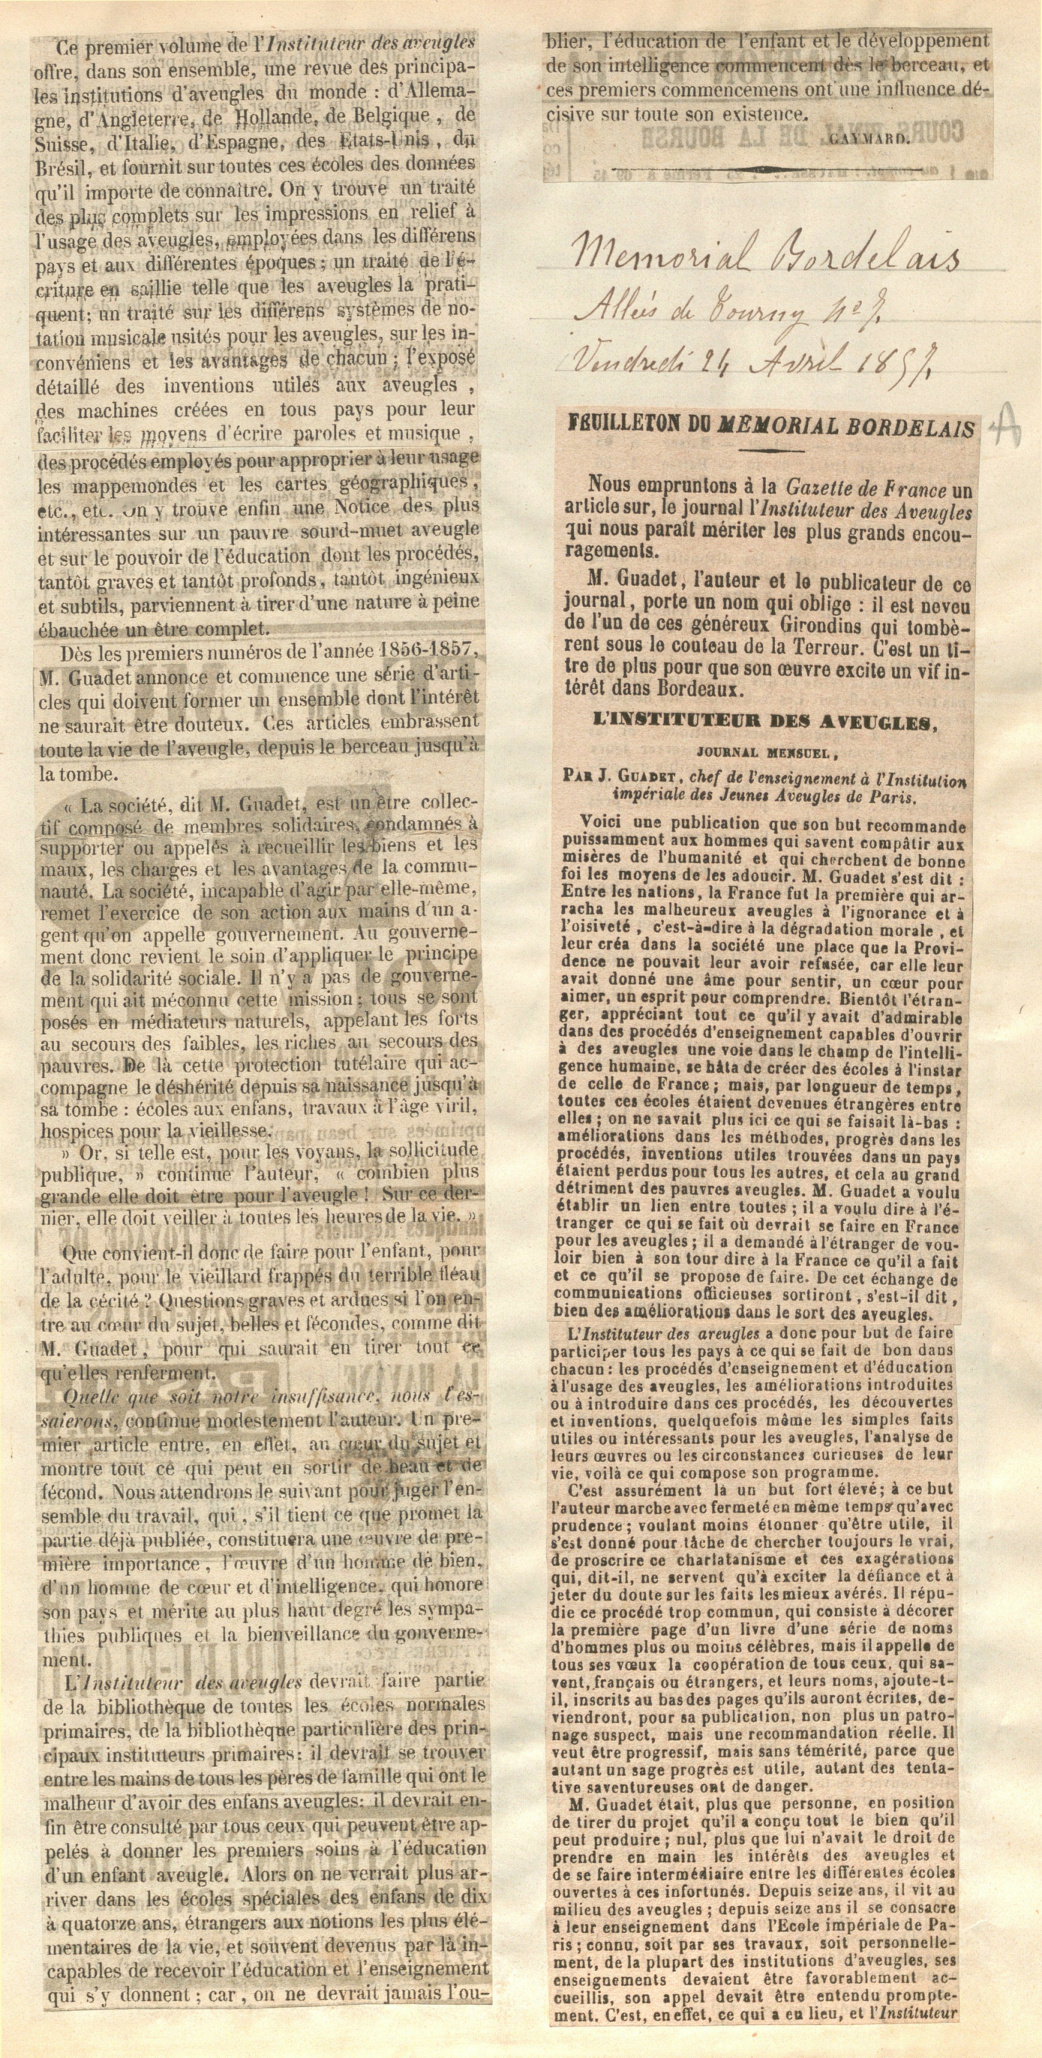 Ce premier volume de l'Instituteur des aveugles
offre, dans son ensemble, une revue des principa-
les institutions d'aveugles du monde : d'Allema-
gne, d'Angleterre, de Hollande, de Belgique, de
Suisse, d'Italie, d'Espagne, des Etats-Unis, du
Brésil, et fournit sur toutes ces écoles des données
qu'il importe de connaître. On y trouve un traité
des plus complets sur les impressions en relief à
l'usage des aveugles, employées dans les différens
pays et aux différentes époques ; un traité de l'é-
criture en saillie telle que les aveugles la prati-
quent; un traité sur les différens systèmes de no-
tation musicale usités pour les aveugles, sur les in-
convéniens et les avantages de chacun ; l'exposé
détaillé des inventions utiles aux aveugles ,
des machines créées en tous pays pour leur
faciliter les moyens d'écrire paroles et musique ,
des procédés employés pour approprier à leur usage
les mappemondes et les cartes géographiques ,
etc., etc. On y trouve enfin une Notice des plus
intéressantes sur un pauvre sourd-muet aveugle
et sur le pouvoir de l'éducation dont les procédés,
tantôt graves et tantôt profonds, tantôt ingénieux
et subtils, parviennent à tirer d'une nature à peine
ébauchée un être complet.
Dès les premiers numéros de l'année 1856-1857,
M. Guadet annonce et commence une série d'arti-
cles qui doivent former un ensemble dont l'intérêt
ne saurait être douteux. Ces articles embrassent
toute la vie de l'aveugle, depuis le berceau jusqu'à
la tombe.
« La société, dit M. Guadet, est un être collec-
tif composé de membres solidaires, condamnés à
supporter ou appelés à recueillir les biens et les
maux, les charges et les avantages de la commu-
nauté. La société, incapable d'agir par elle-même,
remet l'exercice de son action aux mains d'un a-
gent qu'on appelle gouvernement. Au gouverne-
ment donc revient le soin d'appliquer le principe
de la solidarité sociale. Il n'y a pas de gouverne-
ment qui ait méconnu cette mission ; tous se sont
posés en médiateurs naturels, appelant les forts
au secours des faibles, les riches au secours des
pauvres. De là cette protection tutélaire qui ac-
compagne le déshérité depuis sa naissance jusqu'à
sa tombe : écoles aux enfans, travaux à l'âge viril,
hospices pour la vieillesse.
» Or, si telle est, pour les voyans, la sollicitude
publique, » continue l'auteur, « combien plus
grande elle doit être pour l'aveugle ! Sur ce der-
nier, elle doit veiller à toutes les heures de la vie. »
Que convient-il donc de faire pour l'enfant, pour
l'adulte, pour le vieillard frappés du terrible fléau
de la cécité ? Questions graves et ardues si l'on en-
tre au cœur du sujet, belles et fécondes, comme dit
M. Guadet, pour qui saurait en tirer tout ce
qu'elles renferment.
Quelle que soit notre insuffisance, nous l'es-
saierons, continue modestement l'auteur. Un pre-
mier article entre, en effet, au cœur du sujet et
montre tout cé qui peut en sortir de beau et de
fécond. Nous attendrons le suivant pour juger l'en-
semble du travail, qui, s'il tient ce que promet la
partie déjà publiée, constituera une œuvre de pre-
mière importance, l'œuvre d'un homme de bien,
d'un homme de cœur et d'intelligence, qui honore
son pays et mérite au plus haut degré les sympa-
thies publiques et la bienveillance du gouverne-
ment.
L'Instituteur des aveugles devrait faire partie
de la bibliothèque de toutes les écoles normales
primaires, de la bibliothèque particulière des prin-
cipaux instituteurs primaires: il devrait se trouver
entre les mains de tous les pères de famille qui ont le
malheur d'avoir des enfans aveugles: il devrait en-
fin être consulté par tous ceux qui peuvent être ap-
pelés à donner les premiers soins à l'éducation
d'un enfant aveugle. Alors on ne verrait plus ar-
river dans les écoles spéciales des enfans de dix
à quatorze ans, étrangers aux notions les plus élé-
mentaires de la vie, et souvent devenus par là in-
capables de recevoir l'éducation et l'enseignement
qui s'y donnent ; car, on ne devrait jamais l'ou-
blier, l'éducation de l'enfant et le développement
de son intelligence commencent dès le berceau, et
ces premiers commencemens ont une influence dé-
cisive sur toute son existence.
GAYMARD.
Memorial Bordelais
Allées de Tourny nº 7.
Vendredi 24 Avril 1857.
A
FEUILLETON DU MÉMORIAL BORDELAIS
Nous empruntons à la Gazette de France un
article sur, le journal l'Instituteur des Aveugles
qui nous paraît mériter les plus grands encou-
ragements.
M. Guadet, l'auteur et le publicateur de ce
journal, porte un nom qui oblige : il est neveu
de l'un de ces généreux Girondins qui tombè-
rent sous le couteau de la Terreur. C'est un ti-
tre de plus pour que son œuvre excite un vif in-
térêt dans Bordeaux.
L'INSTITUTEUR DES AVEUGLES,
JOURNAL MENSUEL,
PAR J. GUADET, chef de l'enseignement à l'Institution
impériale des Jeunes Aveugles de Paris.
Voici une publication que son but recommande
puissamment aux hommes qui savent compâtir aux
misères de l'humanité et qui cherchent de bonne
foi les moyens de les adoucir. M. Guadet s'est dit :
Entre les nations, la France fut la première qui ar-
racha les malheureux aveugles à l'ignorance et à
l'oisiveté, c'est-à-dire à la dégradation morale, et
leur créa dans la société une place que la Provi-
dence ne pouvait leur avoir refusée, car elle leur
avait donné une âme pour sentir, un cœur pour
aimer, un esprit pour comprendre. Bientôt l'étran-
ger, appréciant tout ce qu'il y avait d'admirable
dans des procédés d'enseignement capables d'ouvrir
à des aveugles une voie dans le champ de l'intelli-
gence humaine, se hâta de créer des écoles à l'instar
de celle de France ; mais, par longueur de temps,
toutes ces écoles étaient devenues étrangères entre
elles ; on ne savait plus ici ce qui se faisait là-bas :
améliorations dans les méthodes, progrès dans les
procédés, inventions utiles trouvées dans un pays
étaient perdus pour tous les autres, et cela au grand
détriment des pauvres aveugles. M. Guadet a voulu
établir un lien entre toutes ; il a voulu dire à l'é-
tranger ce qui se fait où devrait se faire en France
pour les aveugles ; il a demandé à l'étranger de vou-
loir bien à son tour dire à la France ce qu'il a fait
et ce qu'il se propose de faire. De cet échange de
communications officieuses sortiront, s'est-il dit,
bien des améliorations dans le sort des aveugles.
L'Instituteur des aveugles a donc pour but de faire
participer tous les pays à ce qui se fait de bon dans
chacun : les procédés d'enseignement et d'éducation
à l'usage des aveugles, les améliorations introduites
ou à introduire dans ces procédés, les découvertes
et inventions, quelquefois même les simples faits
utiles ou intéressants pour les aveugles, l'analyse de
leurs œuvres ou les circonstances curieuses de leur
vie, voilà ce qui compose son programme.
C'est assurément là un but fort élevé; à ce but
l'auteur marche avec fermeté en même temps qu'avec
prudence ; voulant moins étonner qu'être utile, il
s'est donné pour tâche de chercher toujours le vrai,
de proscrire ce charlatanisme et ces exagérations
qui, dit-il, ne servent qu'à exciter la défiance et à
jeter du doute sur les faits les mieux avérés. Il répu-
die ce procédé trop commun, qui consiste à décorer
la première page d'un livre d'une série de noms
d'hommes plus ou moins célèbres, mais il appelle de
tous ses vœux la coopération de tous ceux, qui sa-
vent, français ou étrangers, et leurs noms, ajoute-t-
il, inscrits au bas des pages qu'ils auront écrites, de-
viendront, pour sa publication, non plus un patro-
nage suspect, mais une recommandation réelle. Il
veut être progressif, mais sans témérité, parce que
autant un sage progrès est utile, autant des tenta-
tive saventureuses ont de danger.
M. Guadet était, plus que personne, en position
de tirer du projet qu'il a conçu tout le bien qu'il
peut produire ; nul, plus que lui n'avait le droit de
prendre en main les intérêts des aveugles et
de se faire intermédiaire entre les différentes écoles
ouvertes à ces infortunés. Depuis seize ans, il vit au
milieu des aveugles ; depuis seize ans il se consacre
à leur enseignement dans l'Ecole impériale de Pa-
ris ; connu, soit par ses travaux, soit personnelle-
ment, de la plupart des institutions d'aveugles, ses
enseignements devaient être favorablement ac-
cueillis, son appel devait être entendu prompte-
ment. C'est, en effet, ce qui a eu lieu, et l'Instituteur